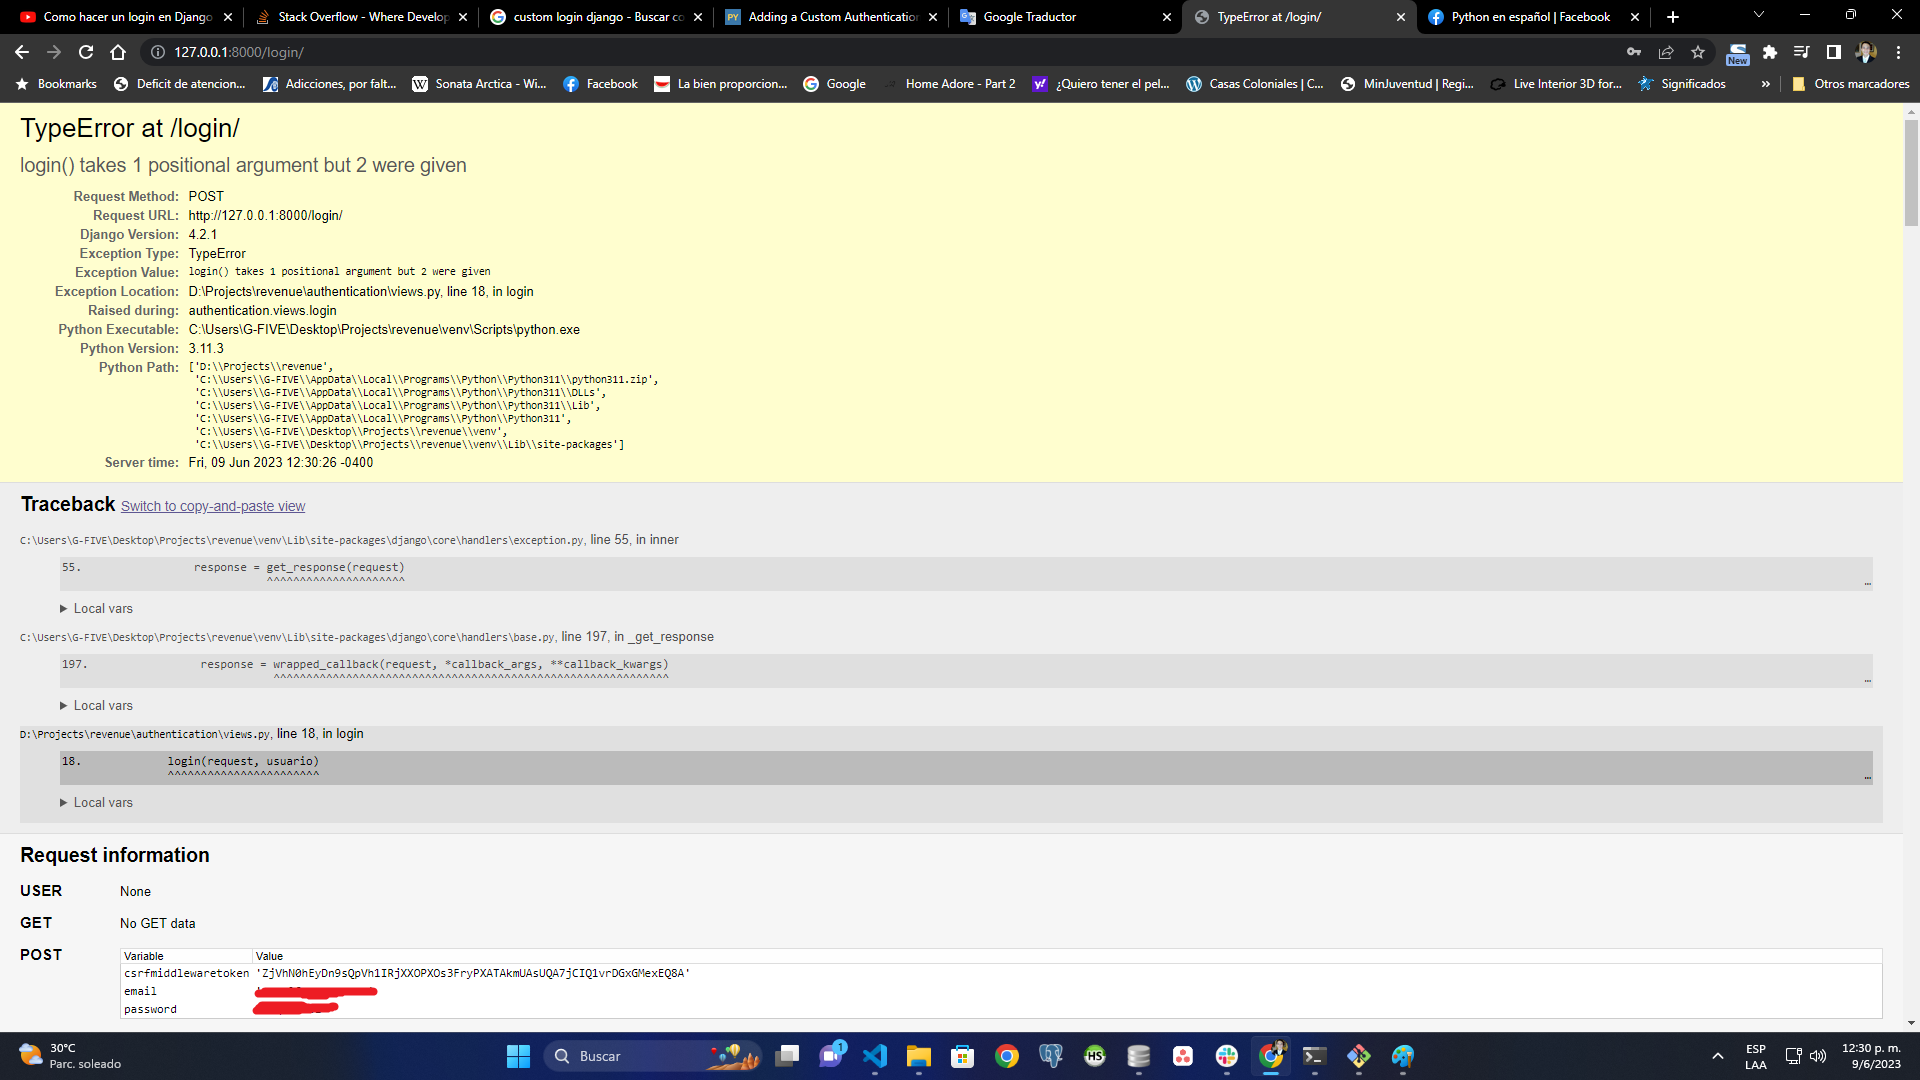 Como hacer un login en Django
Stack Overflow - Where Develop
custom login django - Buscar co
Adding a Custom Authentication
Google Traductor
TypeError at /login/
Python en español | Facebook
127.0.0.1:8000/login/
New
Bookmarks
Deficit de atencion...
Adicciones, por falt...
Sonata Arctica - Wi...
Facebook
La bien proporcion...
Google
Home Adore - Part 2
¿Quiero tener el pel...
Casas Coloniales | C...
MinJuventud | Regi...
Live Interior 3D for...
Significados
»
Otros marcadores
TypeError at /login/
login() takes 1 positional argument but 2 were given
Request Method: POST
Request URL: http://127.0.0.1:8000/login/
Django Version: 4.2.1
Exception Type: TypeError
Exception Value: login() takes 1 positional argument but 2 were given
Exception Location: D:\Projects\revenue\authentication\views.py, line 18, in login
Raised during: authentication.views.login
Python Executable: C:\Users\G-FIVE\Desktop\Projects\revenue\venv\Scripts\python.exe
Python Version: 3.11.3
Python Path: ['D:\\Projects\\revenue',
'C:\\Users\\G-FIVE\\AppData\\Local\\Programs\\Python\\Python311\\python311.zip',
'C:\\Users\\G-FIVE\\AppData\\Local\\Programs\\Python\\Python311\\DLLs',
'C:\\Users\\G-FIVE\\AppData\\Local\\Programs\\Python\\Python311\\Lib',
'C:\\Users\\G-FIVE\\AppData\\Local\\Programs\\Python\\Python311',
'C:\\Users\\G-FIVE\\Desktop\\Projects\\revenue\\venv',
'C:\\Users\\G-FIVE\\Desktop\\Projects\\revenue\\venv\\Lib\\site-packages']
Server time: Fri, 09 Jun 2023 12:30:26 -0400
Traceback Switch to copy-and-paste view
C:\Users\G-FIVE\Desktop\Projects\revenue\venv\Lib\site-packages\django\core\handlers\exception.py, line 55, in inner
55. response = get_response(request)
^^^^^^^^^^^^^^^^^^^^^
…
Local vars
C:\Users\G-FIVE\Desktop\Projects\revenue\venv\Lib\site-packages\django\core\handlers\base.py, line 197, in _get_response
197. response = wrapped_callback(request, *callback_args, **callback_kwargs)
^^^^^^^^^^^^^^^^^^^^^^^^^^^^^^^^^^^^^^^^^^^^^^^^^^^^^^^^^^^^
…
Local vars
D:\Projects\revenue\authentication\views.py, line 18, in login
18. login(request, usuario)
^^^^^^^^^^^^^^^^^^^^^^^
…
Local vars
Request information
USER None
GET No GET data
POST
Variable Value
csrfmiddlewaretoken 'ZjVhN0hEyDn9sQpVh1IRjXXOPXOs3FryPXATAkmUAsUQA7jCIQ1vrDGxGMexEQ8A'
email
password
30°C
Parc. soleado
Buscar
1
HS
ESP
LAA
12:30 p. m.
9/6/2023